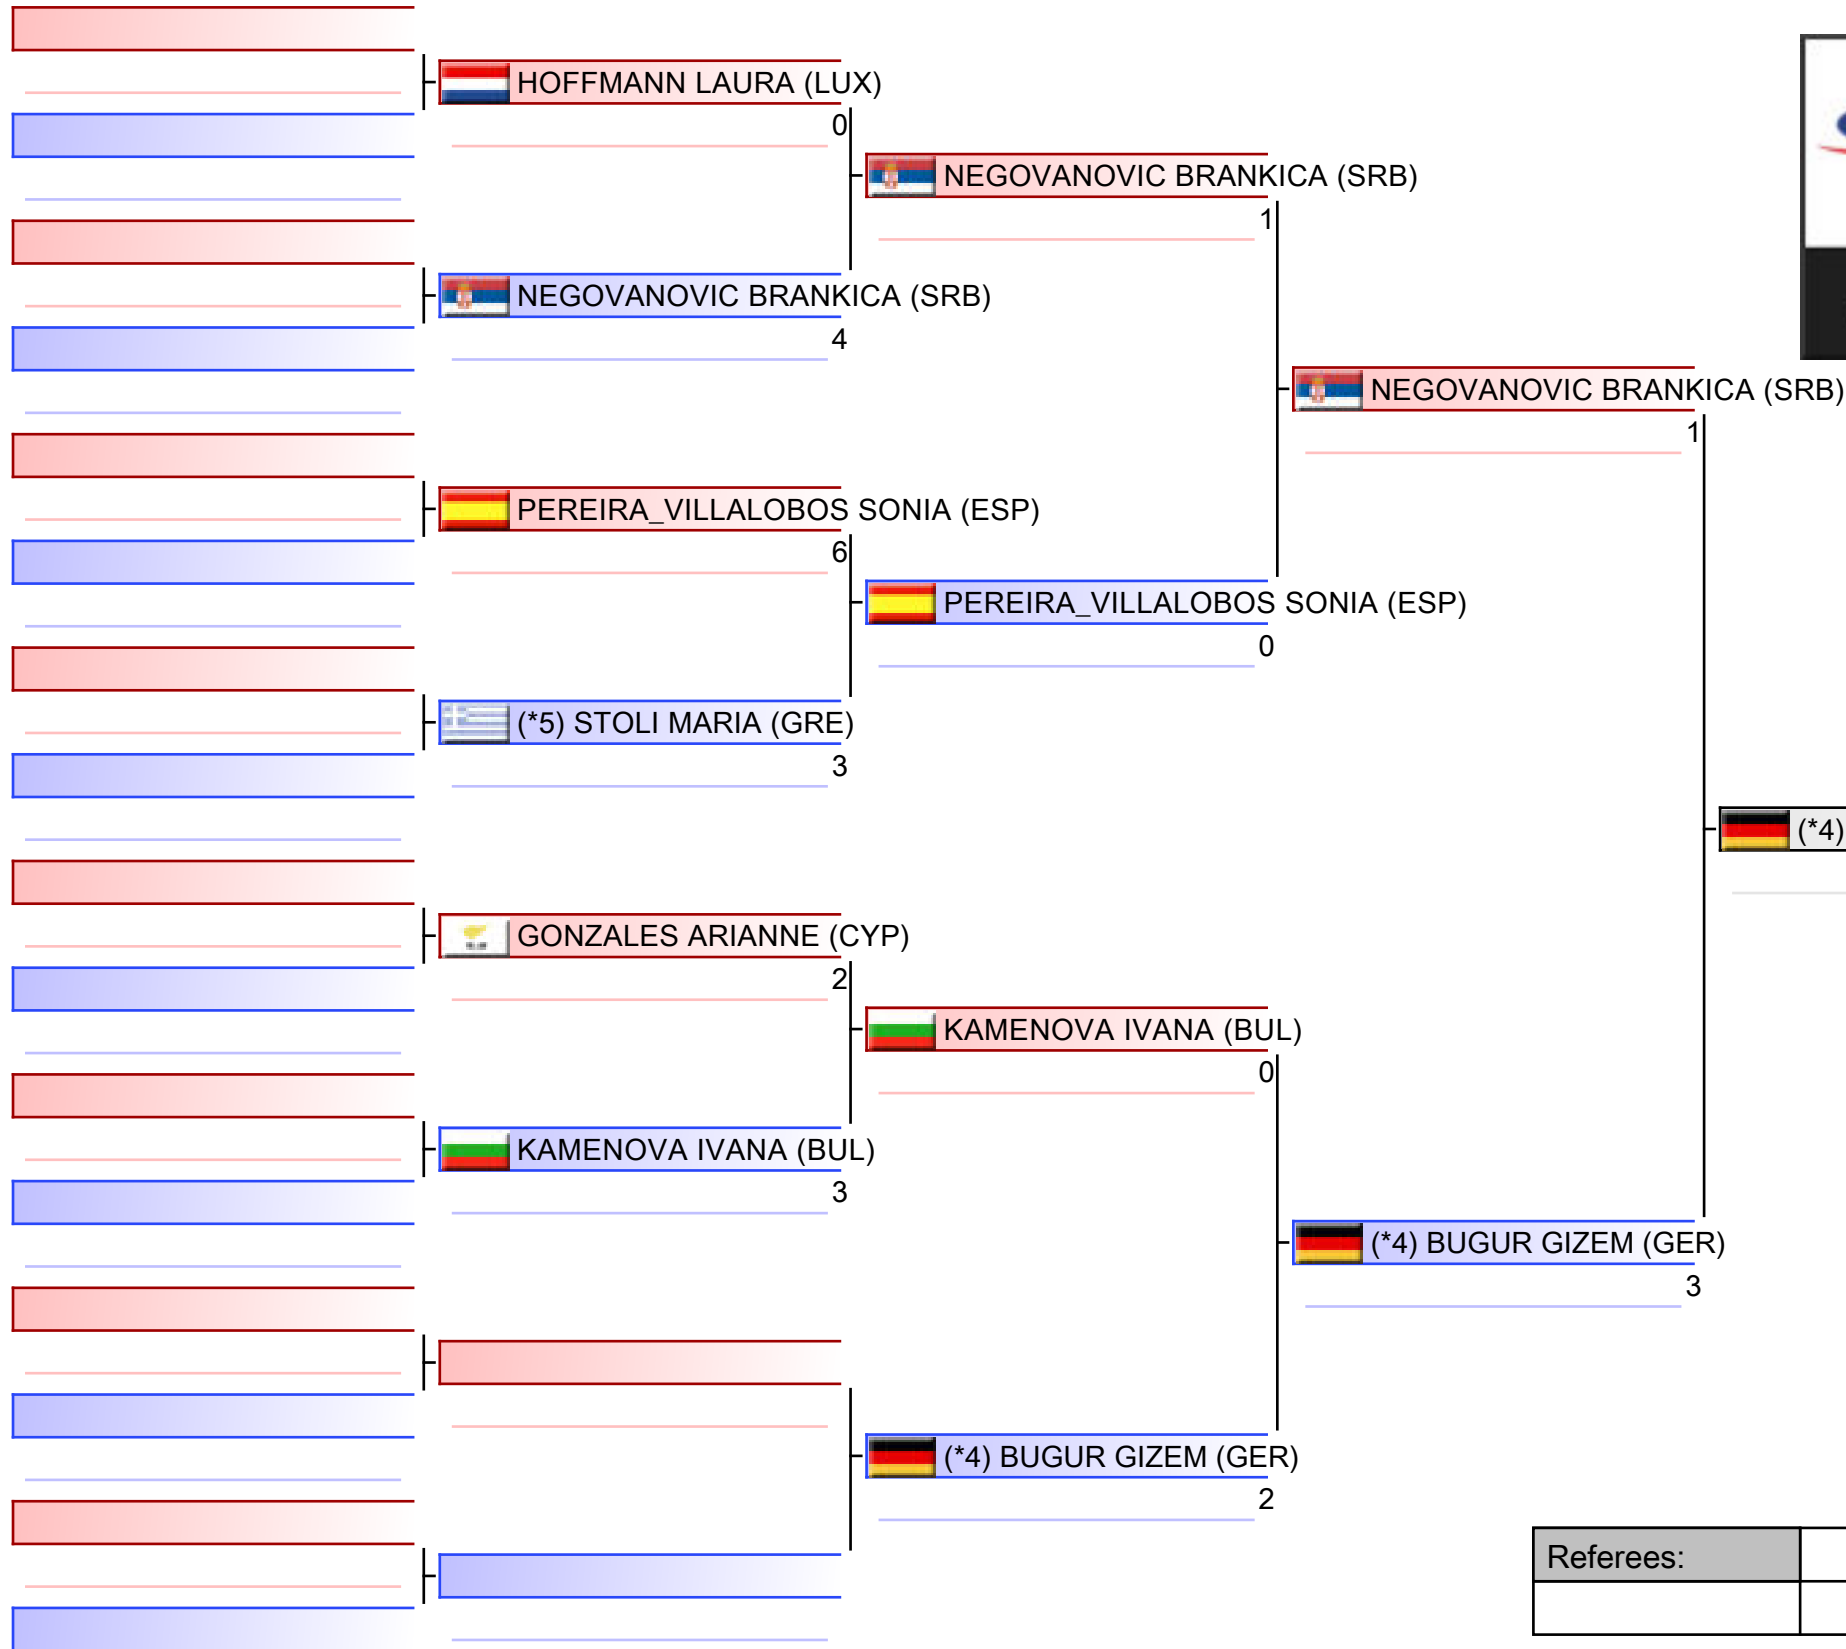 HOFFMANN LAURA (LUX)
0
NEGOVANOVIC BRANKICA (SRB)
1
NEGOVANOVIC BRANKICA (SRB)
4
NEGOVANOVIC BRANKICA (SRB)
1
PEREIRA_VILLALOBOS SONIA (ESP)
6
PEREIRA_VILLALOBOS SONIA (ESP)
0
(*5) STOLI MARIA (GRE)
3
(*4)
GONZALES ARIANNE (CYP)
2
KAMENOVA IVANA (BUL)
0
KAMENOVA IVANA (BUL)
3
(*4) BUGUR GIZEM (GER)
3
(*4) BUGUR GIZEM (GER)
2
Referees: